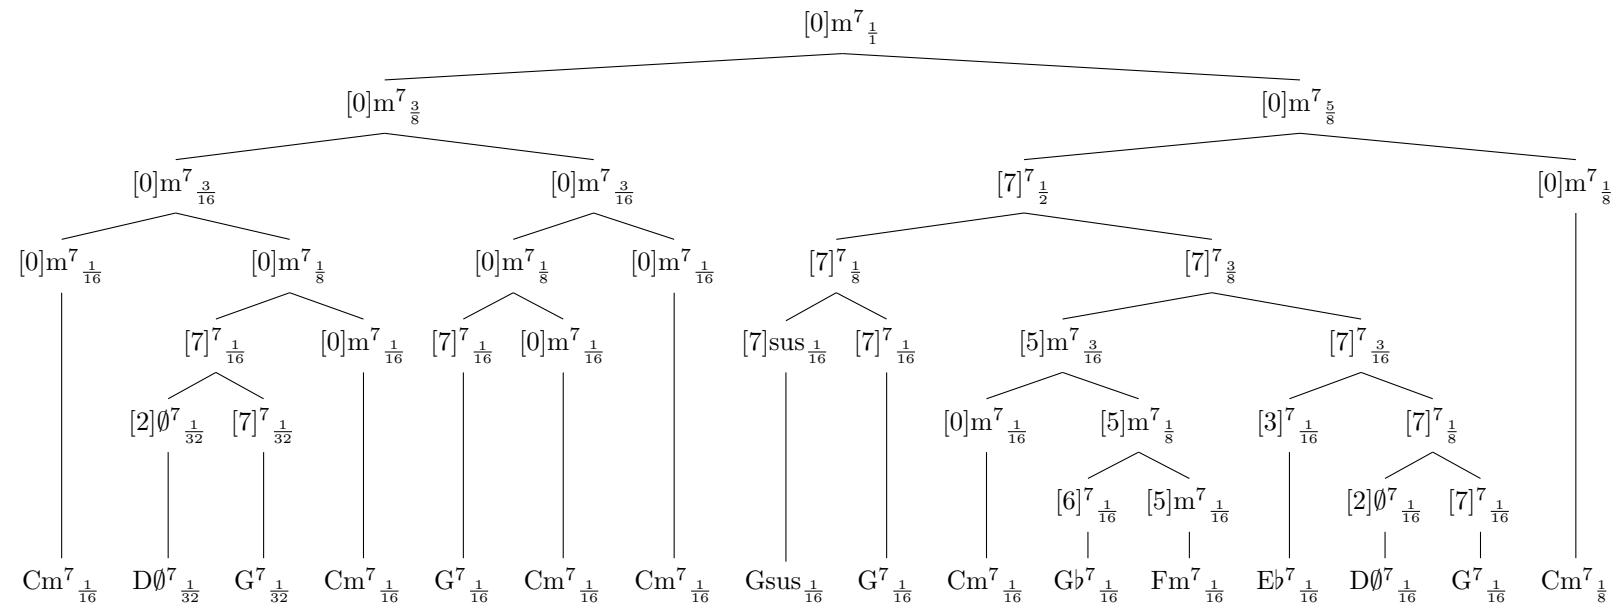 [0]m⁷ 1/1
[0]m⁷ 3/8 [0]m⁷ 5/8
[0]m⁷ 3/16 [0]m⁷ 3/16 [7]⁷ 1/2 [0]m⁷ 1/8
[0]m⁷ 1/16 [0]m⁷ 1/8 [0]m⁷ 1/8 [0]m⁷ 1/16 [7]⁷ 1/8 [7]⁷ 3/8
[7]⁷ 1/16 [0]m⁷ 1/16 [7]⁷ 1/16 [0]m⁷ 1/16 [7]sus 1/16 [7]⁷ 1/16 [5]m⁷ 3/16 [7]⁷ 3/16
[2]∅⁷ 1/32 [7]⁷ 1/32 [0]m⁷ 1/16 [5]m⁷ 1/8 [3]⁷ 1/16 [7]⁷ 1/8
[6]⁷ 1/16 [5]m⁷ 1/16 [2]∅⁷ 1/16 [7]⁷ 1/16
Cm⁷ 1/16 D∅⁷ 1/32 G⁷ 1/32 Cm⁷ 1/16 G⁷ 1/16 Cm⁷ 1/16 Cm⁷ 1/16 Gsus 1/16 G⁷ 1/16 Cm⁷ 1/16 G♭⁷ 1/16 Fm⁷ 1/16 E♭⁷ 1/16 D∅⁷ 1/16 G⁷ 1/16 Cm⁷ 1/8